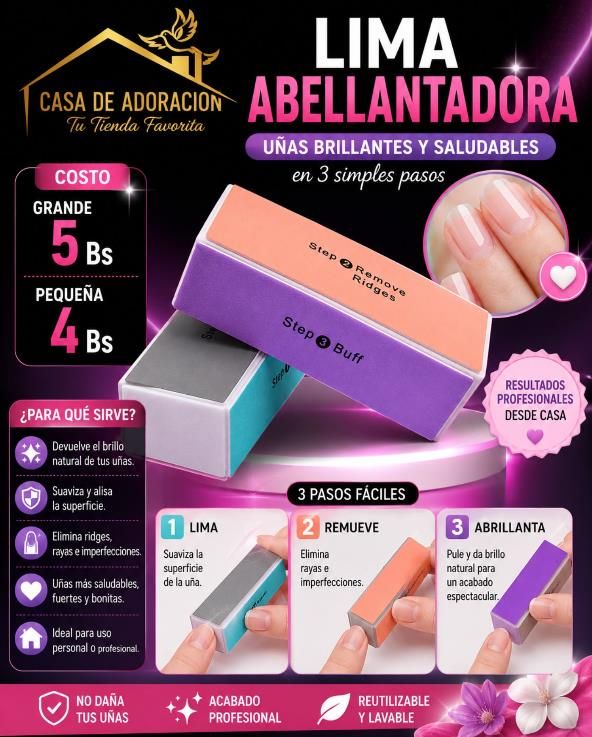 CASA DE ADORACION
Tu Tienda Favorita
LIMA
ABELLANTADORA
UÑAS BRILLANTES Y SALUDABLES
en 3 simples pasos
COSTO
GRANDE
5 Bs
PEQUEÑA
4 Bs
Step 2 Remove
Ridges
Step 3 Buff
Step
RESULTADOS
PROFESIONALES
DESDE CASA
¿PARA QUÉ SIRVE?
Devuelve el brillo
natural de tus uñas.
Suaviza y alisa
la superficie.
Elimina ridges,
rayas e imperfecciones.
Uñas más saludables,
fuertes y bonitas.
Ideal para uso
personal o profesional.
3 PASOS FÁCILES
1 LIMA
Suaviza la
superficie
de la uña.
2 REMUEVE
Elimina
rayas e
imperfecciones.
3 ABRILLANTA
Pule y da brillo
natural para
un acabado
espectacular.
NO DAÑA
TUS UÑAS
ACABADO
PROFESIONAL
REUTILIZABLE
Y LAVABLE